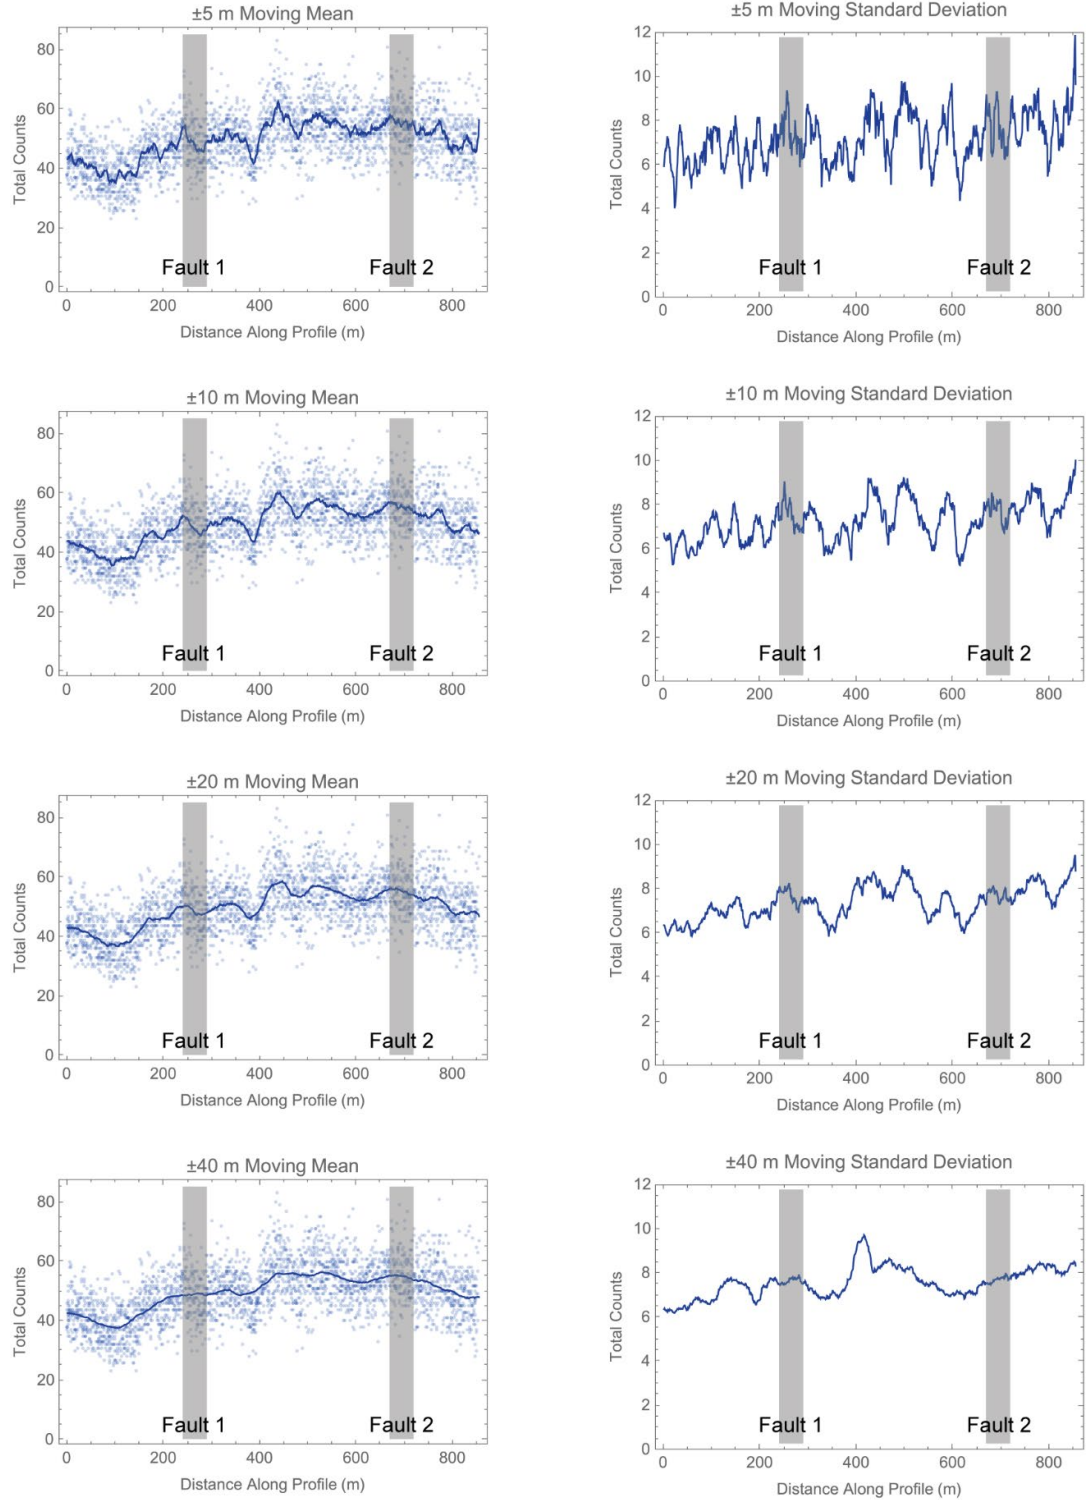 ±5 m Moving Mean
80
60
40
20
0
Total Counts
Fault 1
Fault 2
0 200 400 600 800
Distance Along Profile (m)
±5 m Moving Standard Deviation
12
10
8
6
4
2
0
Total Counts
Fault 1
Fault 2
0 200 400 600 800
Distance Along Profile (m)
±10 m Moving Mean
80
60
40
20
0
Total Counts
Fault 1
Fault 2
0 200 400 600 800
Distance Along Profile (m)
±10 m Moving Standard Deviation
12
10
8
6
4
2
0
Total Counts
Fault 1
Fault 2
0 200 400 600 800
Distance Along Profile (m)
±20 m Moving Mean
80
60
40
20
0
Total Counts
Fault 1
Fault 2
0 200 400 600 800
Distance Along Profile (m)
±20 m Moving Standard Deviation
12
10
8
6
4
2
0
Total Counts
Fault 1
Fault 2
0 200 400 600 800
Distance Along Profile (m)
±40 m Moving Mean
80
60
40
20
0
Total Counts
Fault 1
Fault 2
0 200 400 600 800
Distance Along Profile (m)
±40 m Moving Standard Deviation
12
10
8
6
4
2
0
Total Counts
Fault 1
Fault 2
0 200 400 600 800
Distance Along Profile (m)